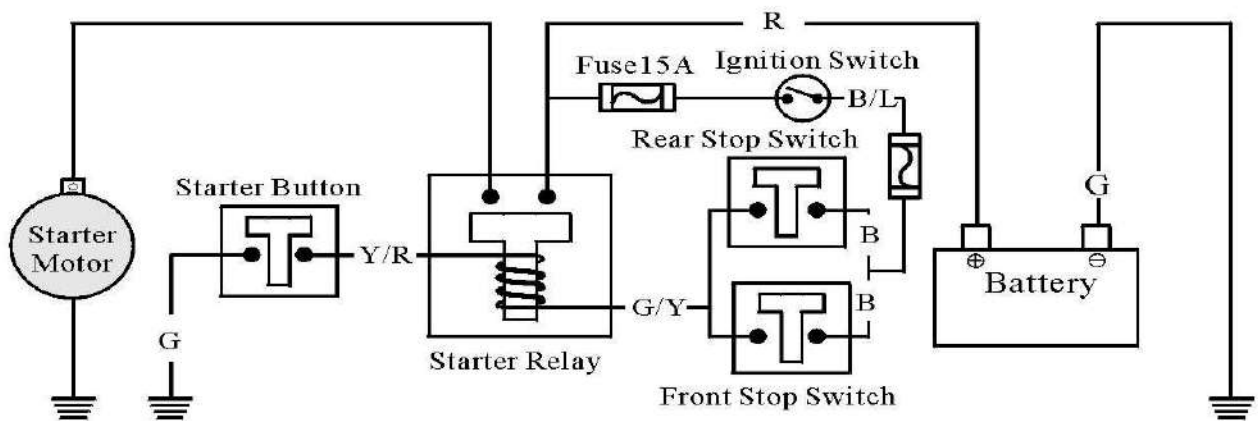 R
Fuse15A
Ignition Switch
B/L
Rear Stop Switch
Starter Button
G
Starter
Motor
Y/R
B
⊕
⊖
Battery
G/Y
B
G
Starter Relay
Front Stop Switch